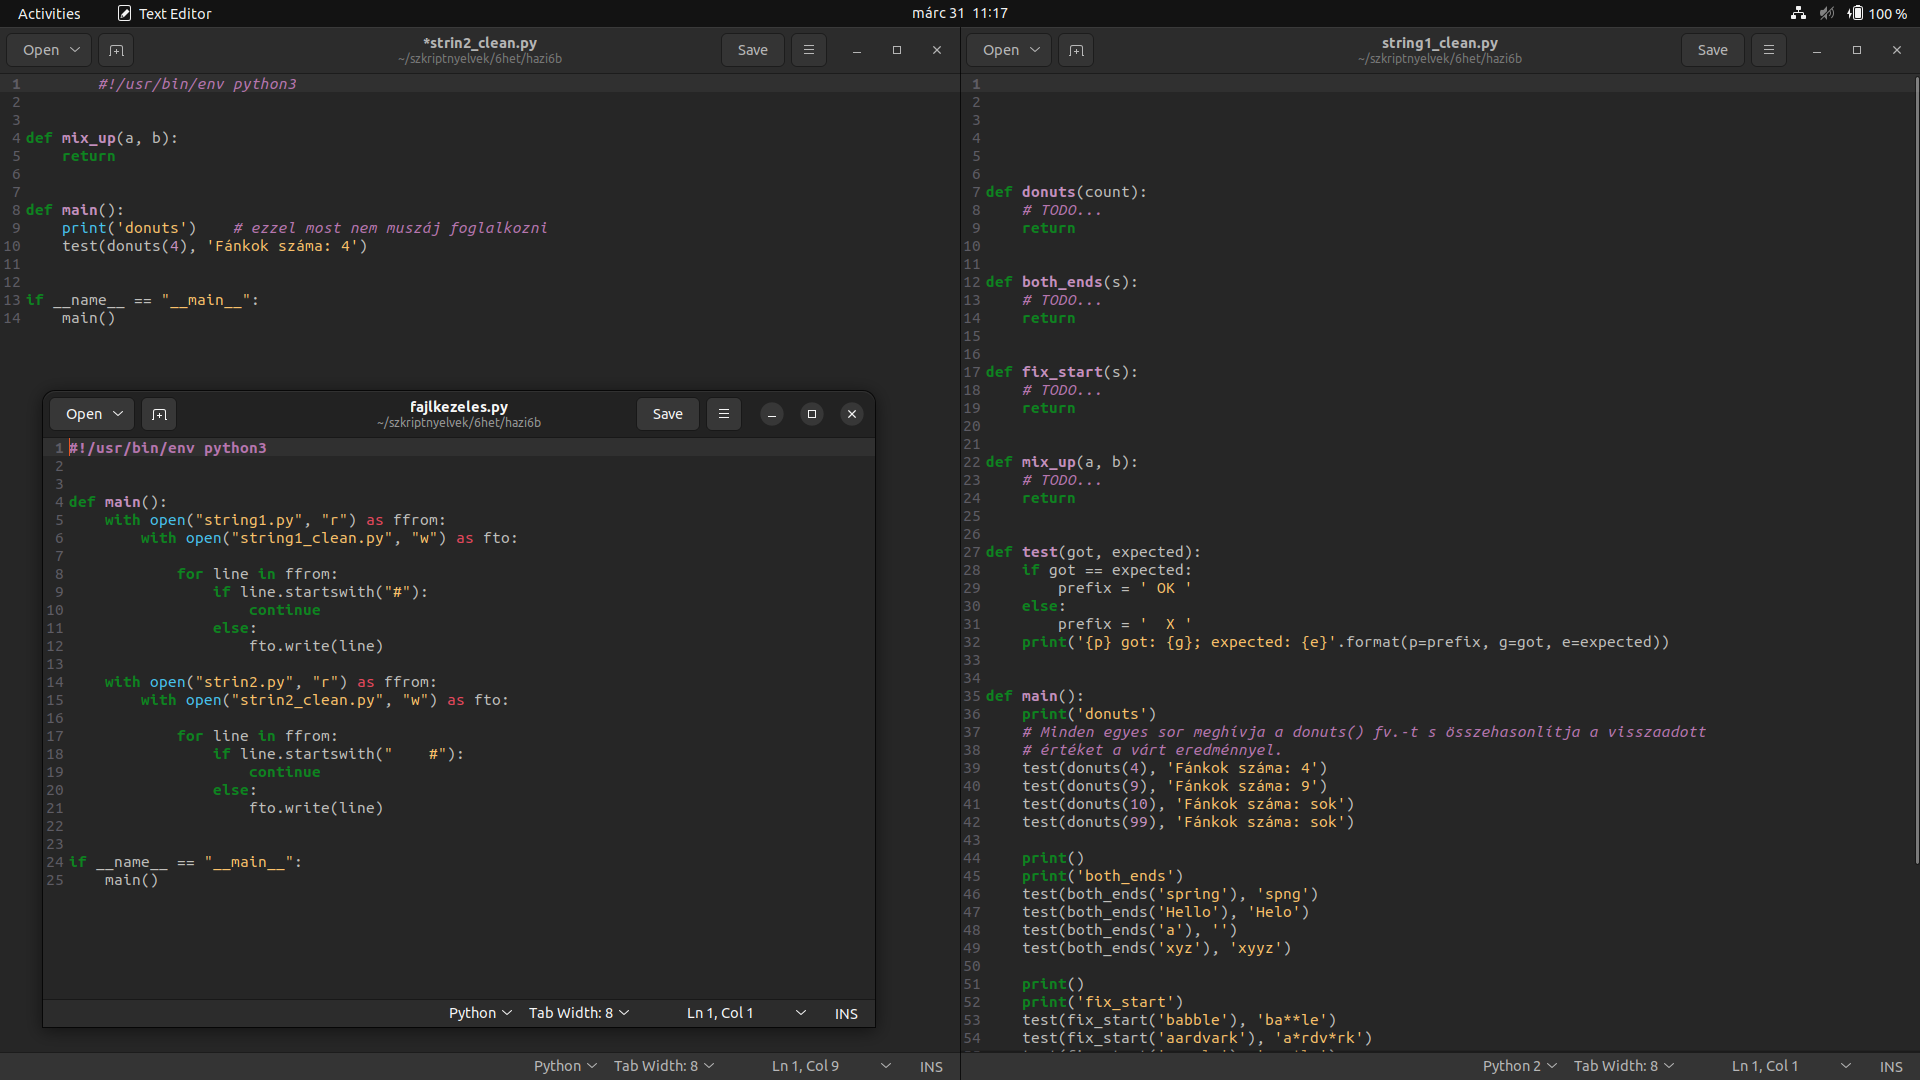 Activities Text Editor márc 31 11:17 100 %
Open *strin2_clean.py Save
~/szkriptnyelvek/6het/hazi6b
1 #!/usr/bin/env python3
2
3
4 def mix_up(a, b):
5 return
6
7
8 def main():
9 print('donuts') # ezzel most nem muszáj foglalkozni
10 test(donuts(4), 'Fánkok száma: 4')
11
12
13 if __name__ == "__main__":
14 main()
Open fajlkezeles.py Save
~/szkriptnyelvek/6het/hazi6b
1 #!/usr/bin/env python3
2
3
4 def main():
5 with open("string1.py", "r") as ffrom:
6 with open("string1_clean.py", "w") as fto:
7
8 for line in ffrom:
9 if line.startswith("#"):
10 continue
11 else:
12 fto.write(line)
13
14 with open("strin2.py", "r") as ffrom:
15 with open("strin2_clean.py", "w") as fto:
16
17 for line in ffrom:
18 if line.startswith("    #"):
19 continue
20 else:
21 fto.write(line)
22
23
24 if __name__ == "__main__":
25 main()
Python Tab Width: 8 Ln 1, Col 1 INS
Python Tab Width: 8 Ln 1, Col 9 INS
Open string1_clean.py Save
~/szkriptnyelvek/6het/hazi6b
1
2
3
4
5
6
7 def donuts(count):
8 # TODO...
9 return
10
11
12 def both_ends(s):
13 # TODO...
14 return
15
16
17 def fix_start(s):
18 # TODO...
19 return
20
21
22 def mix_up(a, b):
23 # TODO...
24 return
25
26
27 def test(got, expected):
28 if got == expected:
29 prefix = ' OK '
30 else:
31 prefix = '  X '
32 print('{p} got: {g}; expected: {e}'.format(p=prefix, g=got, e=expected))
33
34
35 def main():
36 print('donuts')
37 # Minden egyes sor meghívja a donuts() fv.-t s összehasonlítja a visszaadott
38 # értéket a várt eredménnyel.
39 test(donuts(4), 'Fánkok száma: 4')
40 test(donuts(9), 'Fánkok száma: 9')
41 test(donuts(10), 'Fánkok száma: sok')
42 test(donuts(99), 'Fánkok száma: sok')
43
44 print()
45 print('both_ends')
46 test(both_ends('spring'), 'spng')
47 test(both_ends('Hello'), 'Helo')
48 test(both_ends('a'), '')
49 test(both_ends('xyz'), 'xyyz')
50
51 print()
52 print('fix_start')
53 test(fix_start('babble'), 'ba**le')
54 test(fix_start('aardvark'), 'a*rdv*rk')
Python 2 Tab Width: 8 Ln 1, Col 1 INS